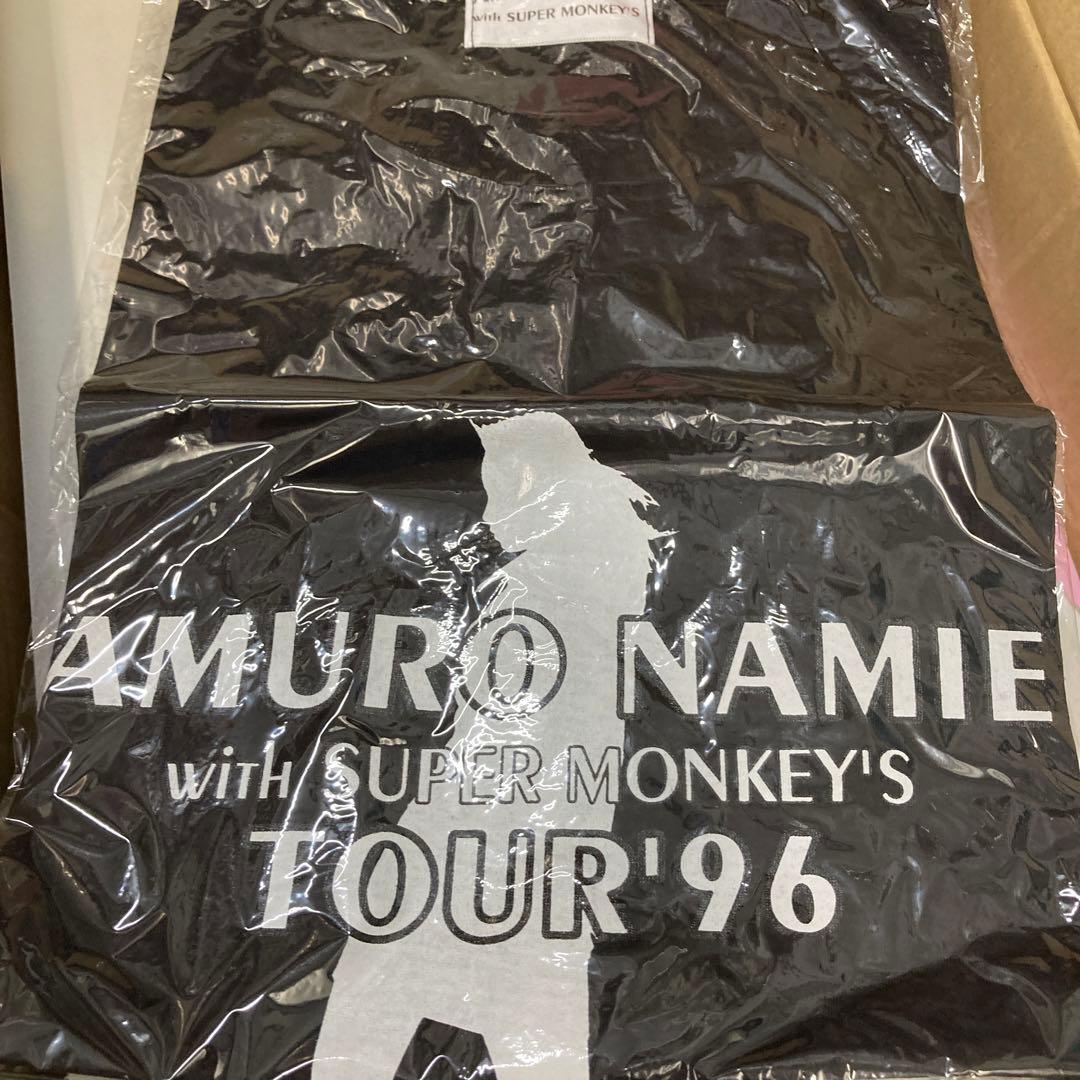 with SUPER MONKEY'S
AMURO NAMIE
with SUPER MONKEY'S
TOUR'96